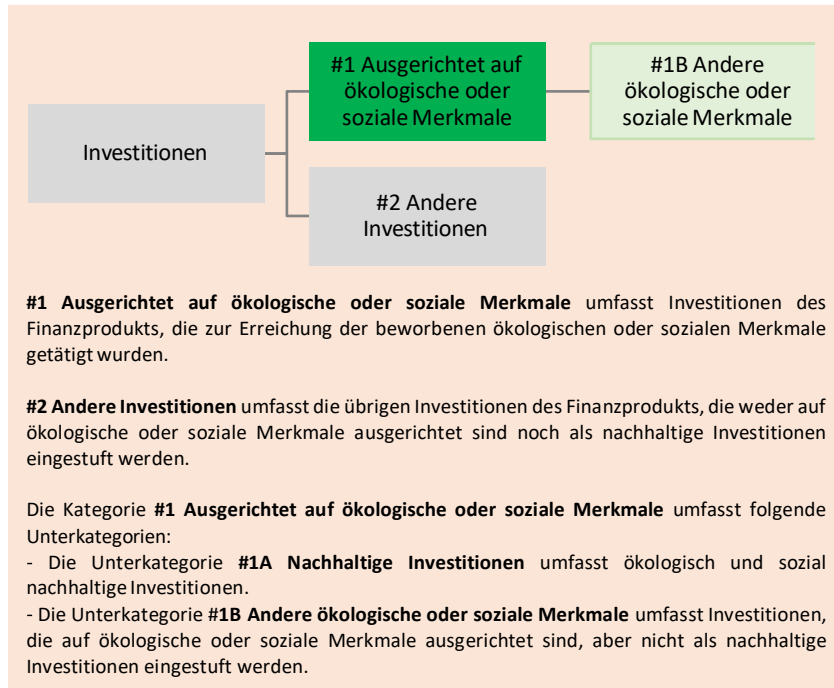 #1 Ausgerichtet auf
ökologische oder
soziale Merkmale
#1B Andere
ökologische oder
soziale Merkmale
Investitionen
#2 Andere
Investitionen
#1 Ausgerichtet auf ökologische oder soziale Merkmale umfasst Investitionen des
Finanzprodukts, die zur Erreichung der beworbenen ökologischen oder sozialen Merkmale
getätigt wurden.
#2 Andere Investitionen umfasst die übrigen Investitionen des Finanzprodukts, die weder auf
ökologische oder soziale Merkmale ausgerichtet sind noch als nachhaltige Investitionen
eingestuft werden.
Die Kategorie #1 Ausgerichtet auf ökologische oder soziale Merkmale umfasst folgende
Unterkategorien:
- Die Unterkategorie #1A Nachhaltige Investitionen umfasst ökologisch und sozial
nachhaltige Investitionen.
- Die Unterkategorie #1B Andere ökologische oder soziale Merkmale umfasst Investitionen,
die auf ökologische oder soziale Merkmale ausgerichtet sind, aber nicht als nachhaltige
Investitionen eingestuft werden.